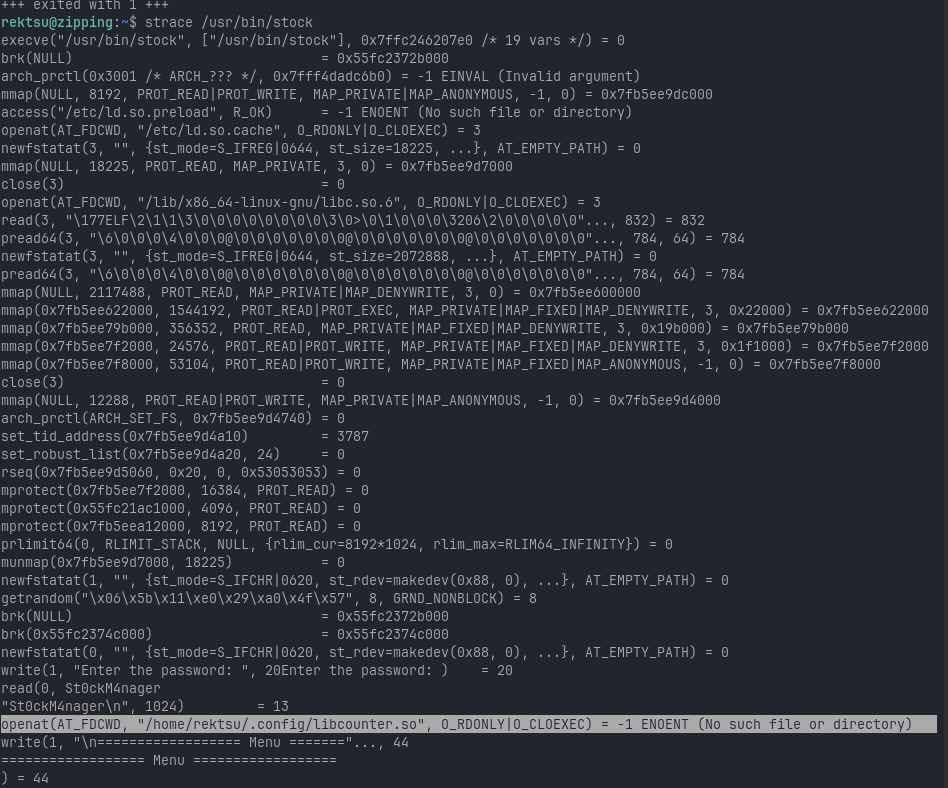 +++ exited with 1 +++
rektsu@zipping:~$ strace /usr/bin/stock
execve("/usr/bin/stock", ["/usr/bin/stock"], 0x7ffc246207e0 /* 19 vars */) = 0
brk(NULL)                               = 0x55fc2372b000
arch_prctl(0x3001 /* ARCH_??? */, 0x7fff4dadc6b0) = -1 EINVAL (Invalid argument)
mmap(NULL, 8192, PROT_READ|PROT_WRITE, MAP_PRIVATE|MAP_ANONYMOUS, -1, 0) = 0x7fb5ee9dc000
access("/etc/ld.so.preload", R_OK)      = -1 ENOENT (No such file or directory)
openat(AT_FDCWD, "/etc/ld.so.cache", O_RDONLY|O_CLOEXEC) = 3
newfstatat(3, "", {st_mode=S_IFREG|0644, st_size=18225, ...}, AT_EMPTY_PATH) = 0
mmap(NULL, 18225, PROT_READ, MAP_PRIVATE, 3, 0) = 0x7fb5ee9d7000
close(3)                                = 0
openat(AT_FDCWD, "/lib/x86_64-linux-gnu/libc.so.6", O_RDONLY|O_CLOEXEC) = 3
read(3, "\177ELF\2\1\1\3\0\0\0\0\0\0\0\0\3\0>\0\1\0\0\0\3206\2\0\0\0\0\0"..., 832) = 832
pread64(3, "\6\0\0\0\4\0\0\0@\0\0\0\0\0\0\0@\0\0\0\0\0\0\0@\0\0\0\0\0\0\0"..., 784, 64) = 784
newfstatat(3, "", {st_mode=S_IFREG|0644, st_size=2072888, ...}, AT_EMPTY_PATH) = 0
pread64(3, "\6\0\0\0\4\0\0\0@\0\0\0\0\0\0\0@\0\0\0\0\0\0\0@\0\0\0\0\0\0\0"..., 784, 64) = 784
mmap(NULL, 2117488, PROT_READ, MAP_PRIVATE|MAP_DENYWRITE, 3, 0) = 0x7fb5ee600000
mmap(0x7fb5ee622000, 1544192, PROT_READ|PROT_EXEC, MAP_PRIVATE|MAP_FIXED|MAP_DENYWRITE, 3, 0x22000) = 0x7fb5ee622000
mmap(0x7fb5ee79b000, 356352, PROT_READ, MAP_PRIVATE|MAP_FIXED|MAP_DENYWRITE, 3, 0x19b000) = 0x7fb5ee79b000
mmap(0x7fb5ee7f2000, 24576, PROT_READ|PROT_WRITE, MAP_PRIVATE|MAP_FIXED|MAP_DENYWRITE, 3, 0x1f1000) = 0x7fb5ee7f2000
mmap(0x7fb5ee7f8000, 53104, PROT_READ|PROT_WRITE, MAP_PRIVATE|MAP_FIXED|MAP_ANONYMOUS, -1, 0) = 0x7fb5ee7f8000
close(3)                                = 0
mmap(NULL, 12288, PROT_READ|PROT_WRITE, MAP_PRIVATE|MAP_ANONYMOUS, -1, 0) = 0x7fb5ee9d4000
arch_prctl(ARCH_SET_FS, 0x7fb5ee9d4740) = 0
set_tid_address(0x7fb5ee9d4a10)         = 3787
set_robust_list(0x7fb5ee9d4a20, 24)     = 0
rseq(0x7fb5ee9d5060, 0x20, 0, 0x53053053) = 0
mprotect(0x7fb5ee7f2000, 16384, PROT_READ) = 0
mprotect(0x55fc21ac1000, 4096, PROT_READ) = 0
mprotect(0x7fb5eea12000, 8192, PROT_READ) = 0
prlimit64(0, RLIMIT_STACK, NULL, {rlim_cur=8192*1024, rlim_max=RLIM64_INFINITY}) = 0
munmap(0x7fb5ee9d7000, 18225)           = 0
newfstatat(1, "", {st_mode=S_IFCHR|0620, st_rdev=makedev(0x88, 0), ...}, AT_EMPTY_PATH) = 0
getrandom("\x06\x5b\x11\xe0\x29\xa0\x4f\x57", 8, GRND_NONBLOCK) = 8
brk(NULL)                               = 0x55fc2372b000
brk(0x55fc2374c000)                     = 0x55fc2374c000
newfstatat(0, "", {st_mode=S_IFCHR|0620, st_rdev=makedev(0x88, 0), ...}, AT_EMPTY_PATH) = 0
write(1, "Enter the password: ", 20Enter the password: )    = 20
read(0, St0ckM4nager
"St0ckM4nager\n", 1024)         = 13
openat(AT_FDCWD, "/home/rektsu/.config/libcounter.so", O_RDONLY|O_CLOEXEC) = -1 ENOENT (No such file or directory)
write(1, "\n================== Menu ======="..., 44
================== Menu ==================
) = 44